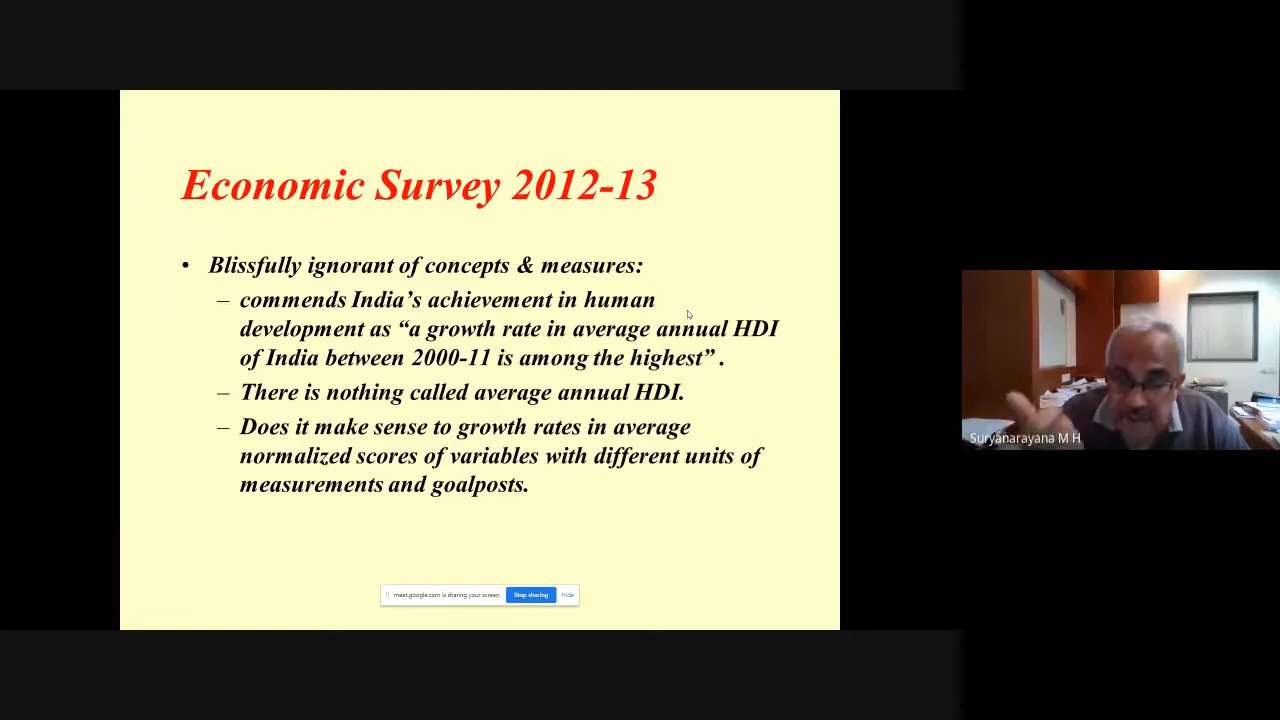 Economic Survey 2012-13
• Blissfully ignorant of concepts & measures:
– commends India’s achievement in human
development as “a growth rate in average annual HDI
of India between 2000-11 is among the highest” .
– There is nothing called average annual HDI.
– Does it make sense to growth rates in average
normalized scores of variables with different units of
measurements and goalposts.
meet.google.com is sharing your screen.
Stop sharing
Hide
Suryanarayana M H